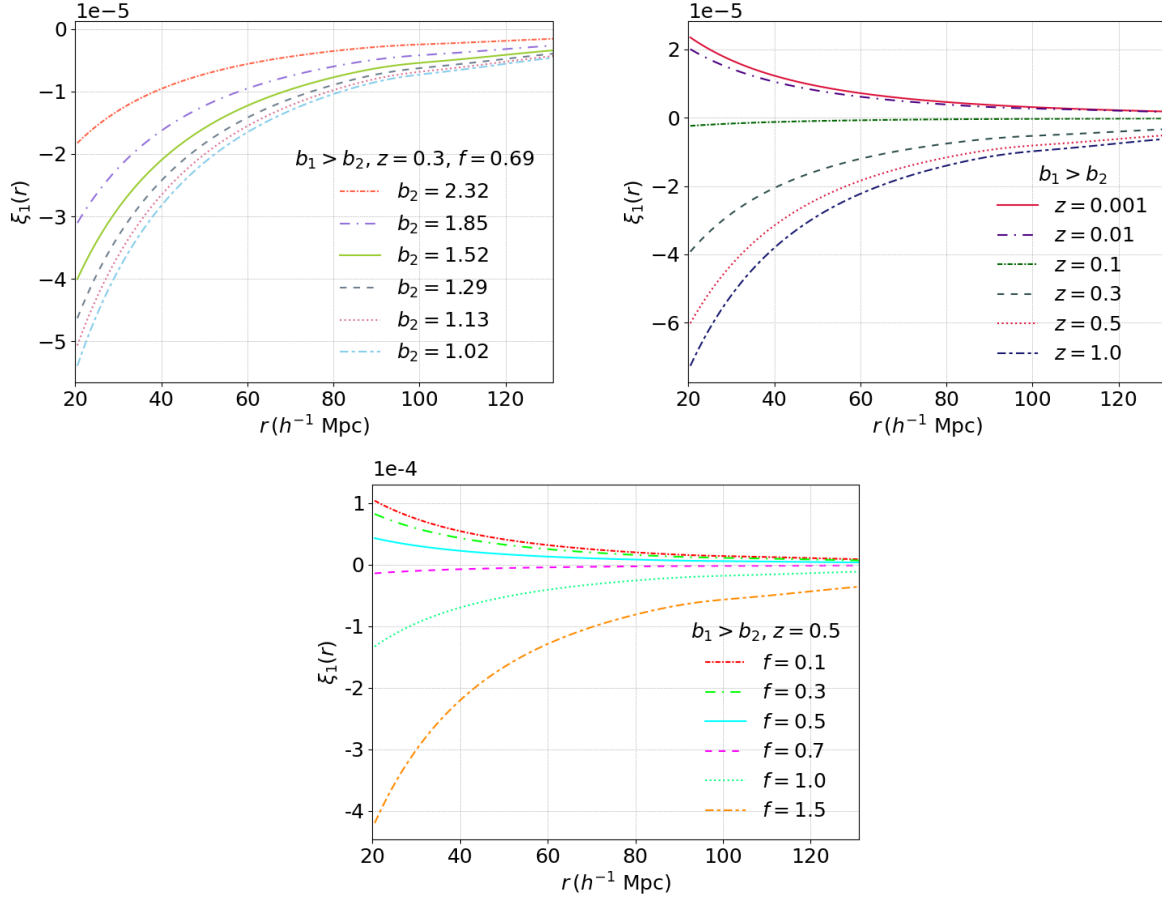 1e−5
0
−1
−2
−3
−4
−5
ξ₁(r)
b₁ > b₂, z = 0.3, f = 0.69
b₂ = 2.32
b₂ = 1.85
b₂ = 1.52
b₂ = 1.29
b₂ = 1.13
b₂ = 1.02
20 40 60 80 100 120
r (h⁻¹ Mpc)
1e−5
2
0
−2
−4
−6
ξ₁(r)
b₁ > b₂
z = 0.001
z = 0.01
z = 0.1
z = 0.3
z = 0.5
z = 1.0
20 40 60 80 100 120
r (h⁻¹ Mpc)
1e-4
1
0
-1
-2
-3
-4
ξ₁(r)
b₁ > b₂, z = 0.5
f = 0.1
f = 0.3
f = 0.5
f = 0.7
f = 1.0
f = 1.5
20 40 60 80 100 120
r (h⁻¹ Mpc)